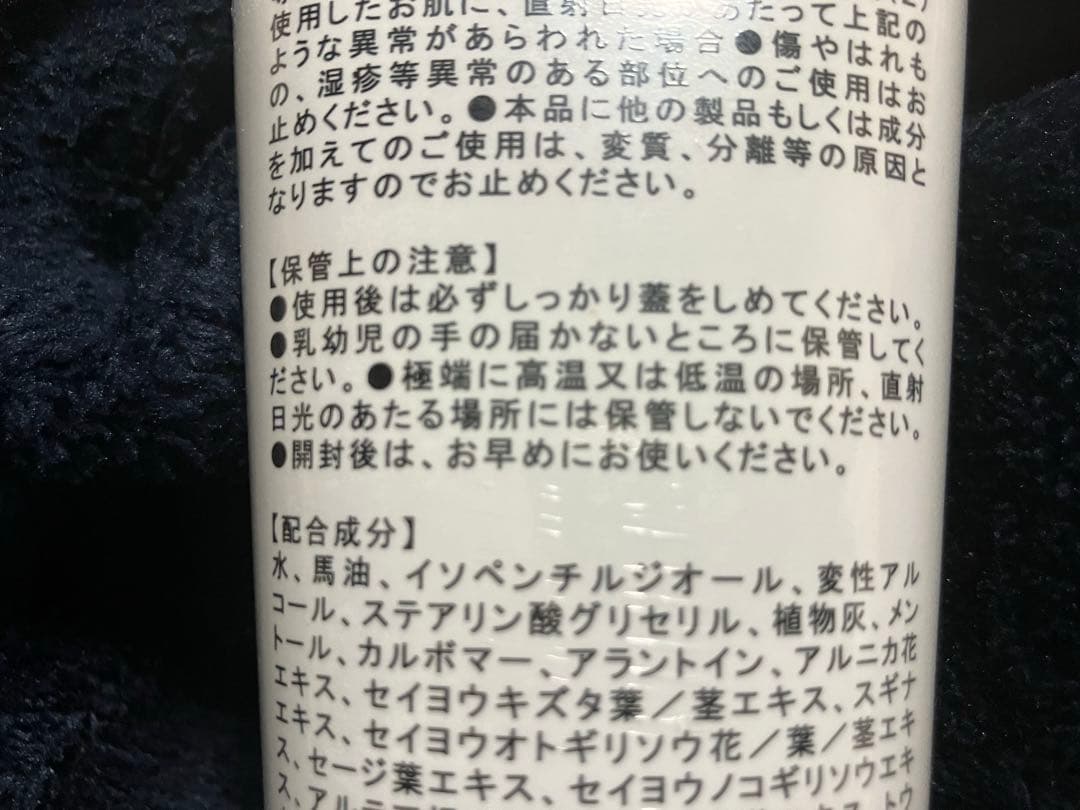 使用したお肌に、直射日光があたって上記の
ような異常があらわれた場合●傷やはれも
の、湿疹等異常のある部位へのご使用はお
止めください。●本品に他の製品もしくは成分
を加えてのご使用は、変質、分離等の原因と
なりますのでお止めください。
【保管上の注意】
●使用後は必ずしっかり蓋をしめてください。
●乳幼児の手の届かないところに保管してく
ださい。●極端に高温又は低温の場所、直射
日光のあたる場所には保管しないでください。
●開封後は、お早めにお使いください。
【配合成分】
水、馬油、イソペンチルジオール、変性アル
コール、ステアリン酸グリセリル、植物灰、メン
トール、カルボマー、アラントイン、アルニカ花
エキス、セイヨウキズタ葉／茎エキス、スギナ
エキス、セイヨウオトギリソウ花／葉／茎エキ
ス、セージ葉エキス、セイヨウノコギリソウエキ
ス、アルテア根